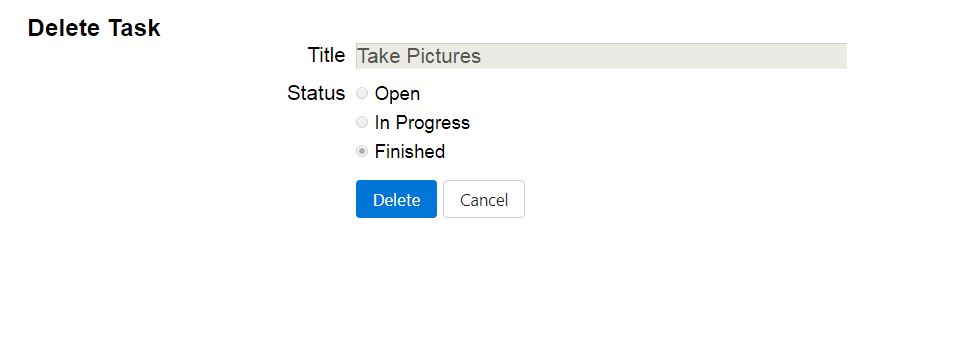 Delete Task
Title Take Pictures
Status Open
In Progress
Finished
Delete Cancel